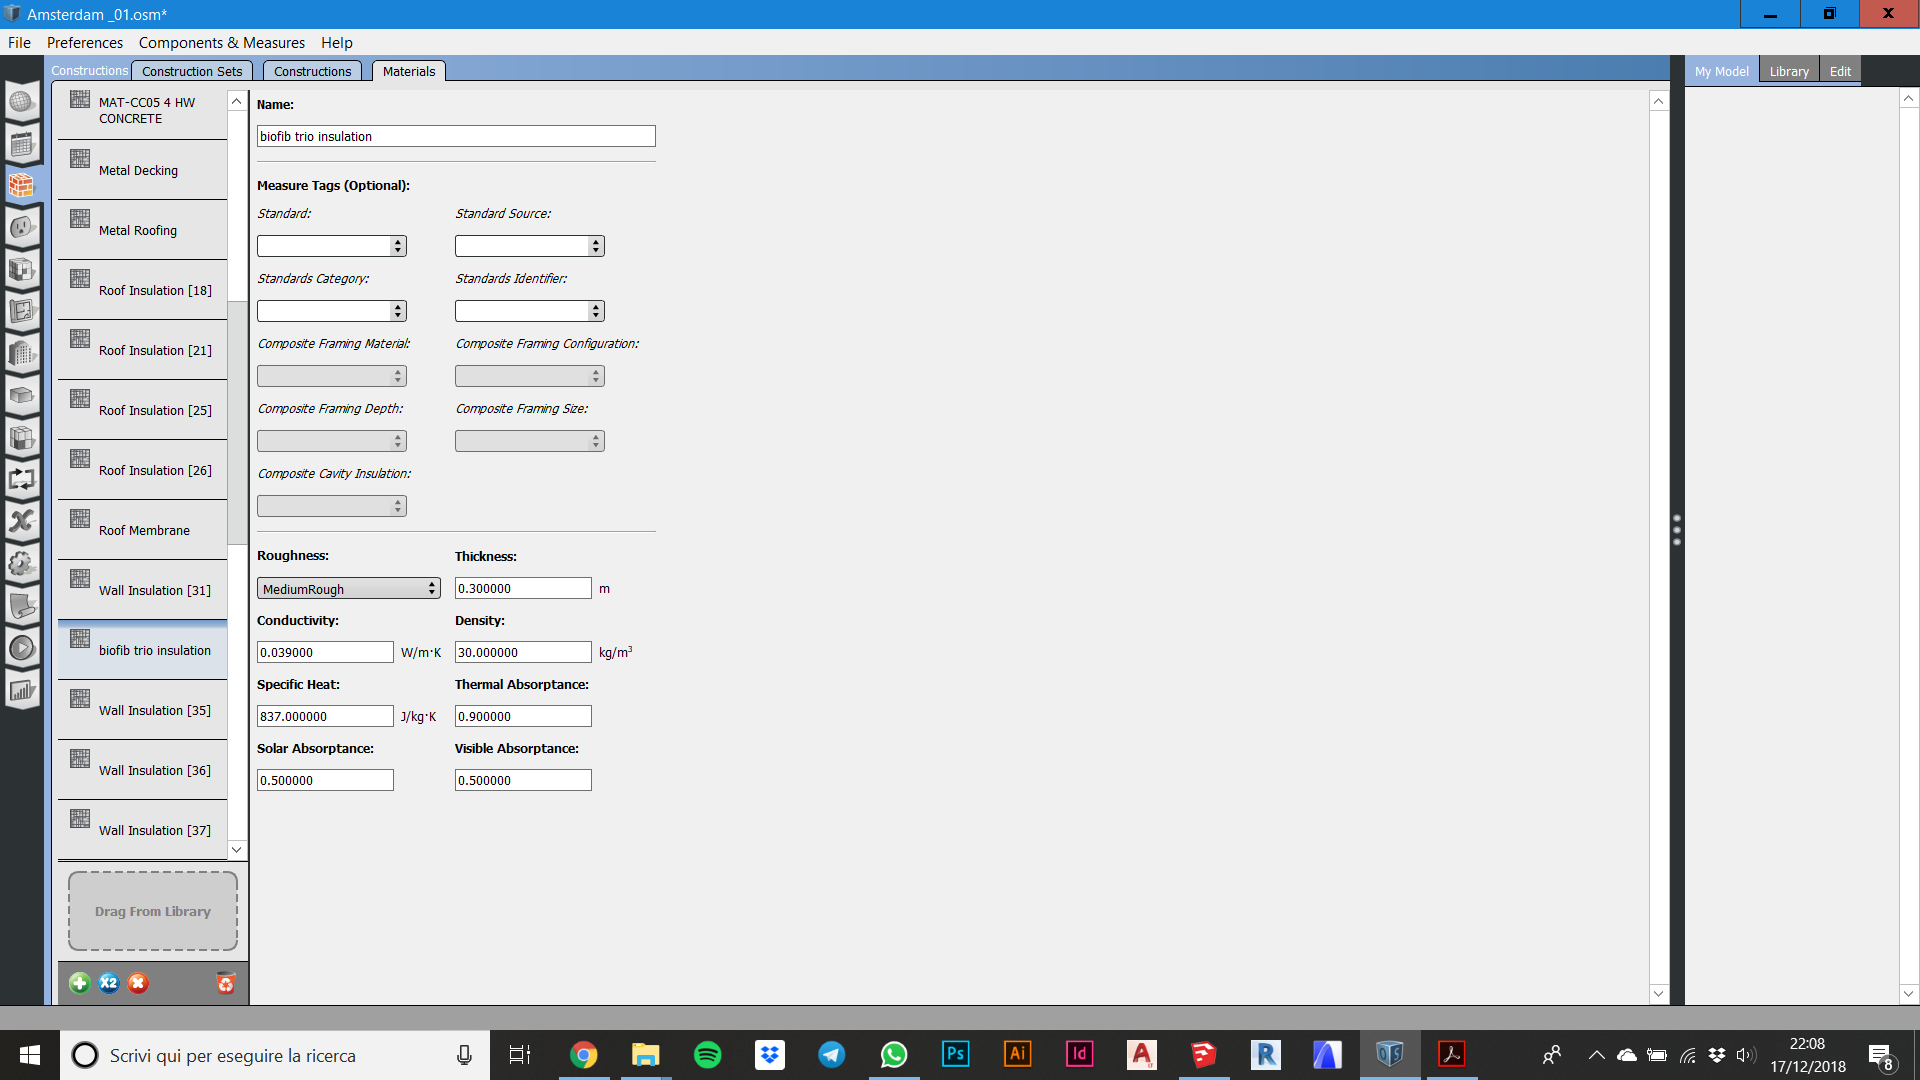 Amsterdam _01.osm*
File Preferences Components & Measures Help
Constructions Construction Sets Constructions Materials
My Model Library Edit
MAT-CC05 4 HW
CONCRETE
Metal Decking
Metal Roofing
Roof Insulation [18]
Roof Insulation [21]
Roof Insulation [25]
Roof Insulation [26]
Roof Membrane
Wall Insulation [31]
biofib trio insulation
Wall Insulation [35]
Wall Insulation [36]
Wall Insulation [37]
Drag From Library
X2
Name:
biofib trio insulation
Measure Tags (Optional):
Standard: Standard Source:
Standards Category: Standards Identifier:
Composite Framing Material: Composite Framing Configuration:
Composite Framing Depth: Composite Framing Size:
Composite Cavity Insulation:
Roughness: Thickness:
MediumRough 0.300000 m
Conductivity: Density:
0.039000 W/m·K 30.000000 kg/m³
Specific Heat: Thermal Absorptance:
837.000000 J/kg·K 0.900000
Solar Absorptance: Visible Absorptance:
0.500000 0.500000
Scrivi qui per eseguire la ricerca
Ps Ai Id A R
22:08
17/12/2018
8